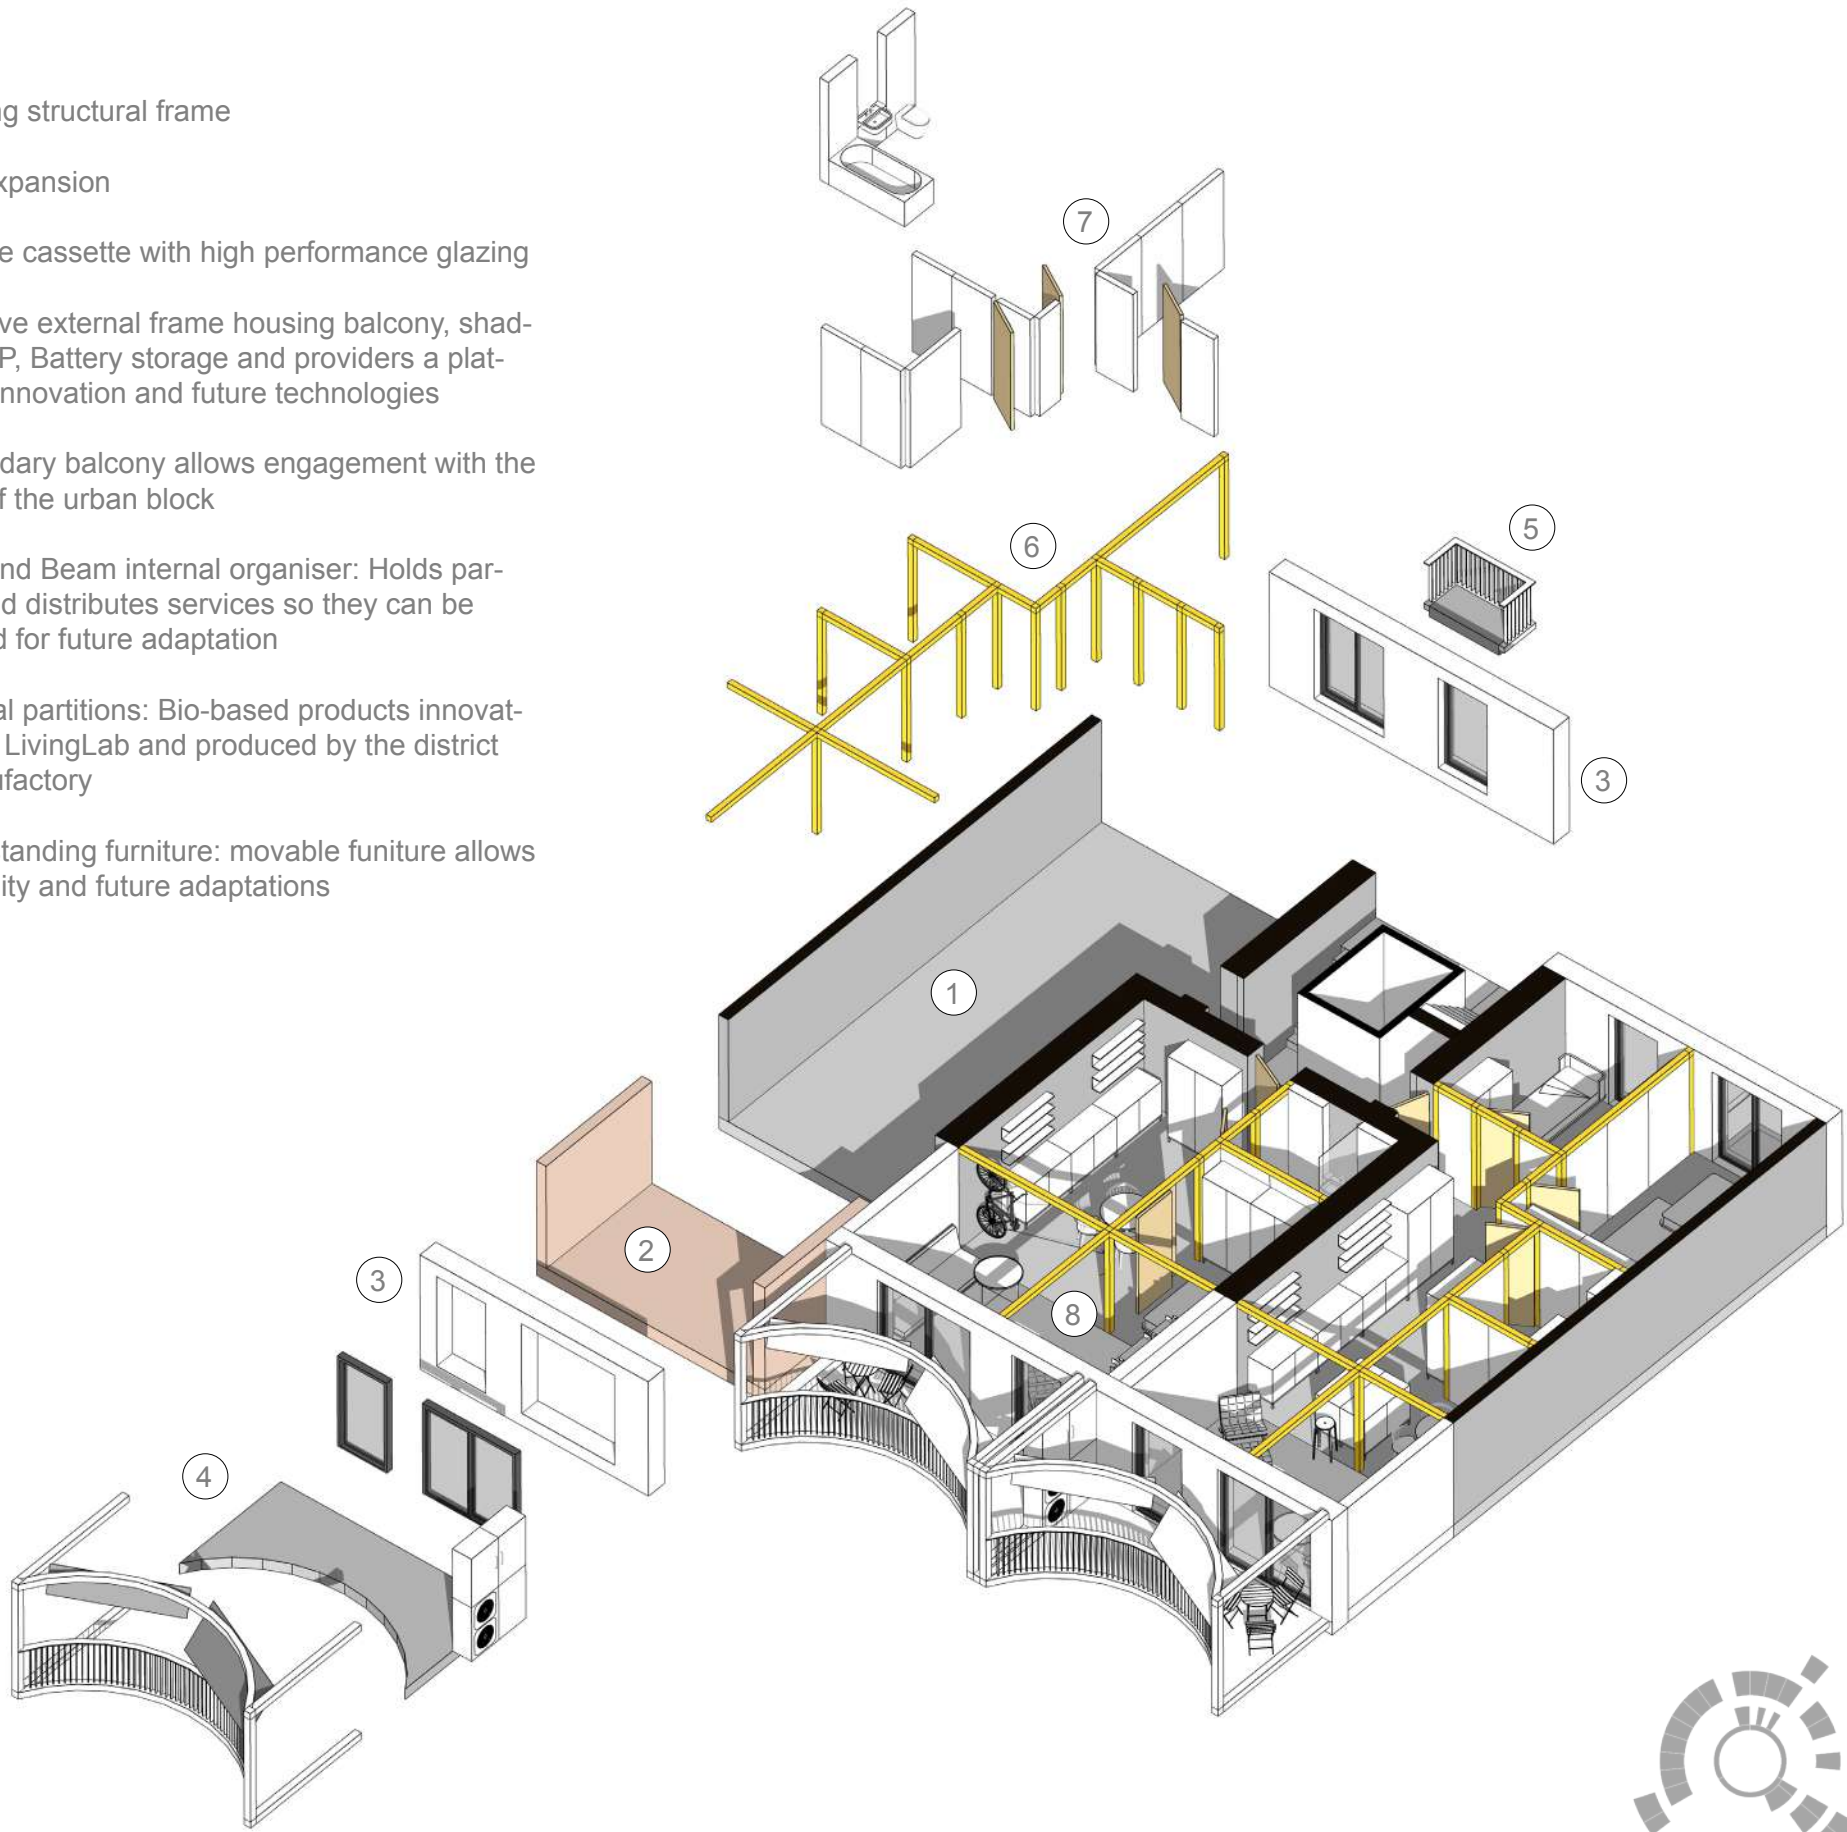 g structural frame
xpansion
e cassette with high performance glazing
ve external frame housing balcony, shad-
P, Battery storage and providers a plat-
nnovation and future technologies
dary balcony allows engagement with the
f the urban block
nd Beam internal organiser: Holds par-
d distributes services so they can be
d for future adaptation
al partitions: Bio-based products innovat-
LivingLab and produced by the district
ufactory
standing furniture: movable funiture allows
ity and future adaptations
7
6
5
3
1
2
3
8
4